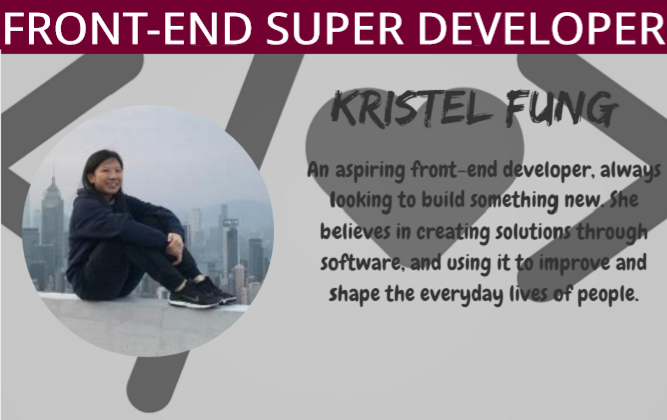 FRONT-END SUPER DEVELOPER
KRISTEL FUNG
An aspiring front-end developer, always
looking to build something new. She
believes in creating solutions through
software, and using it to improve and
shape the everyday lives of people.